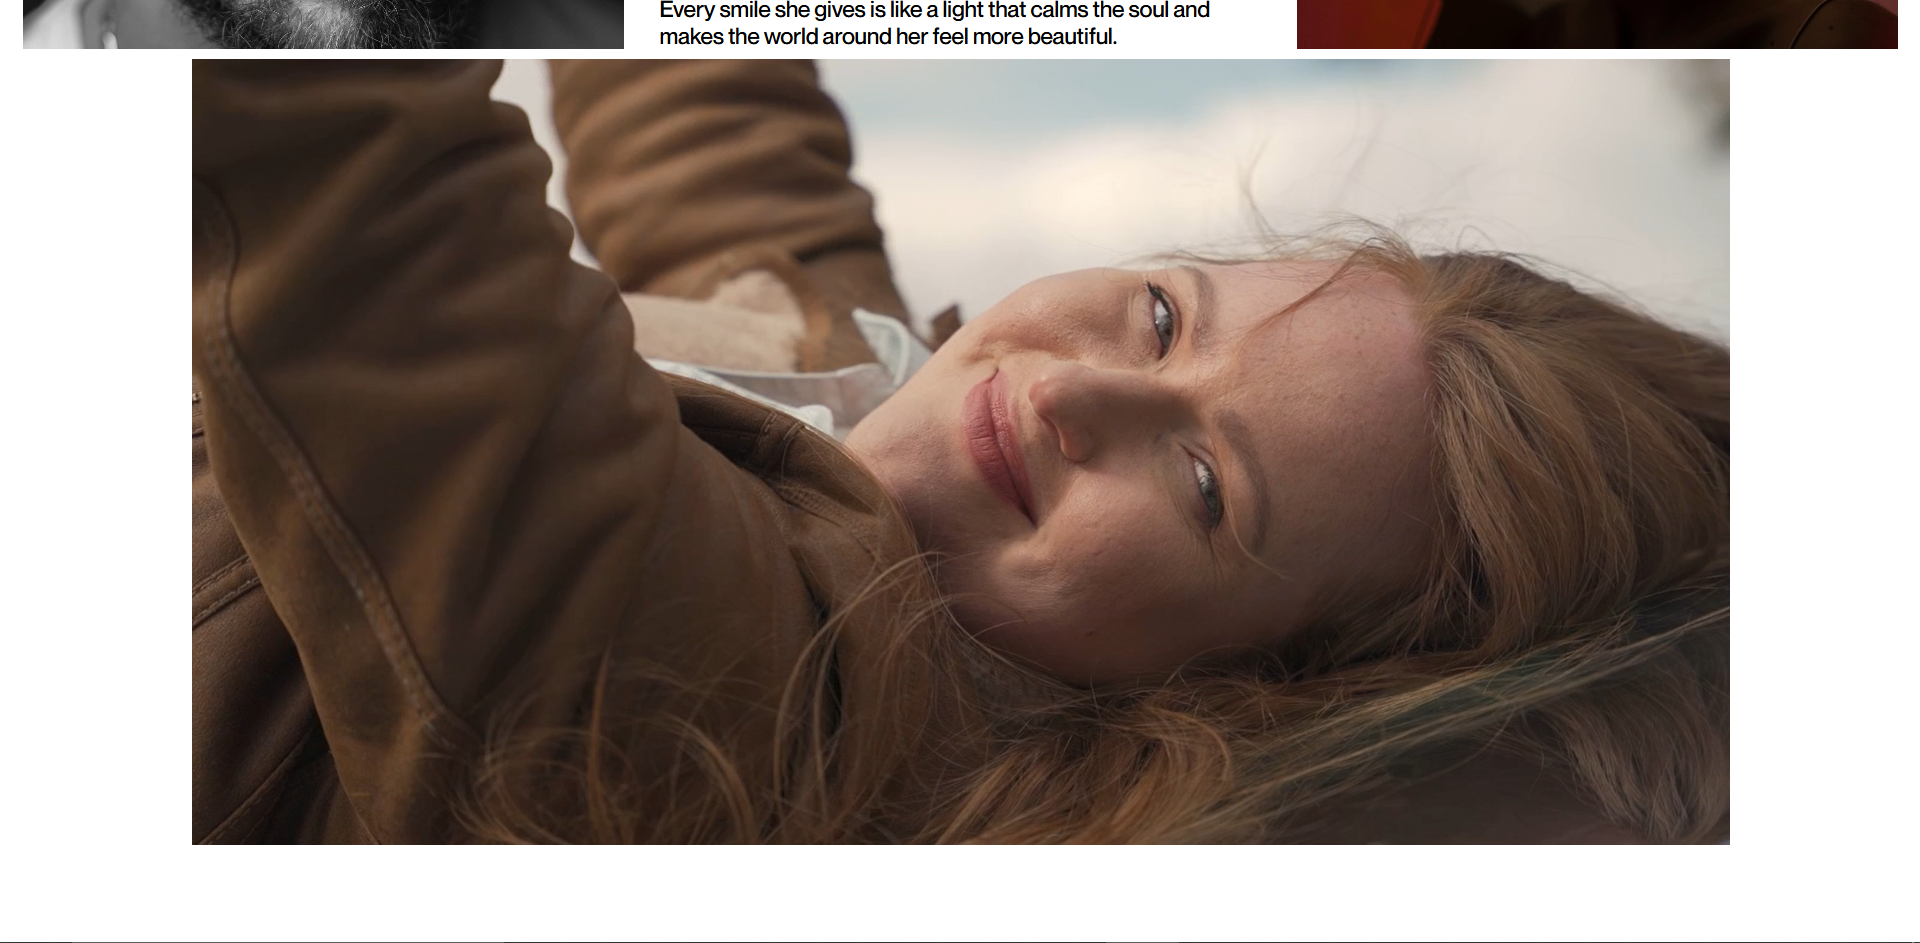 Every smile she gives is like a light that calms the soul and
makes the world around her feel more beautiful.